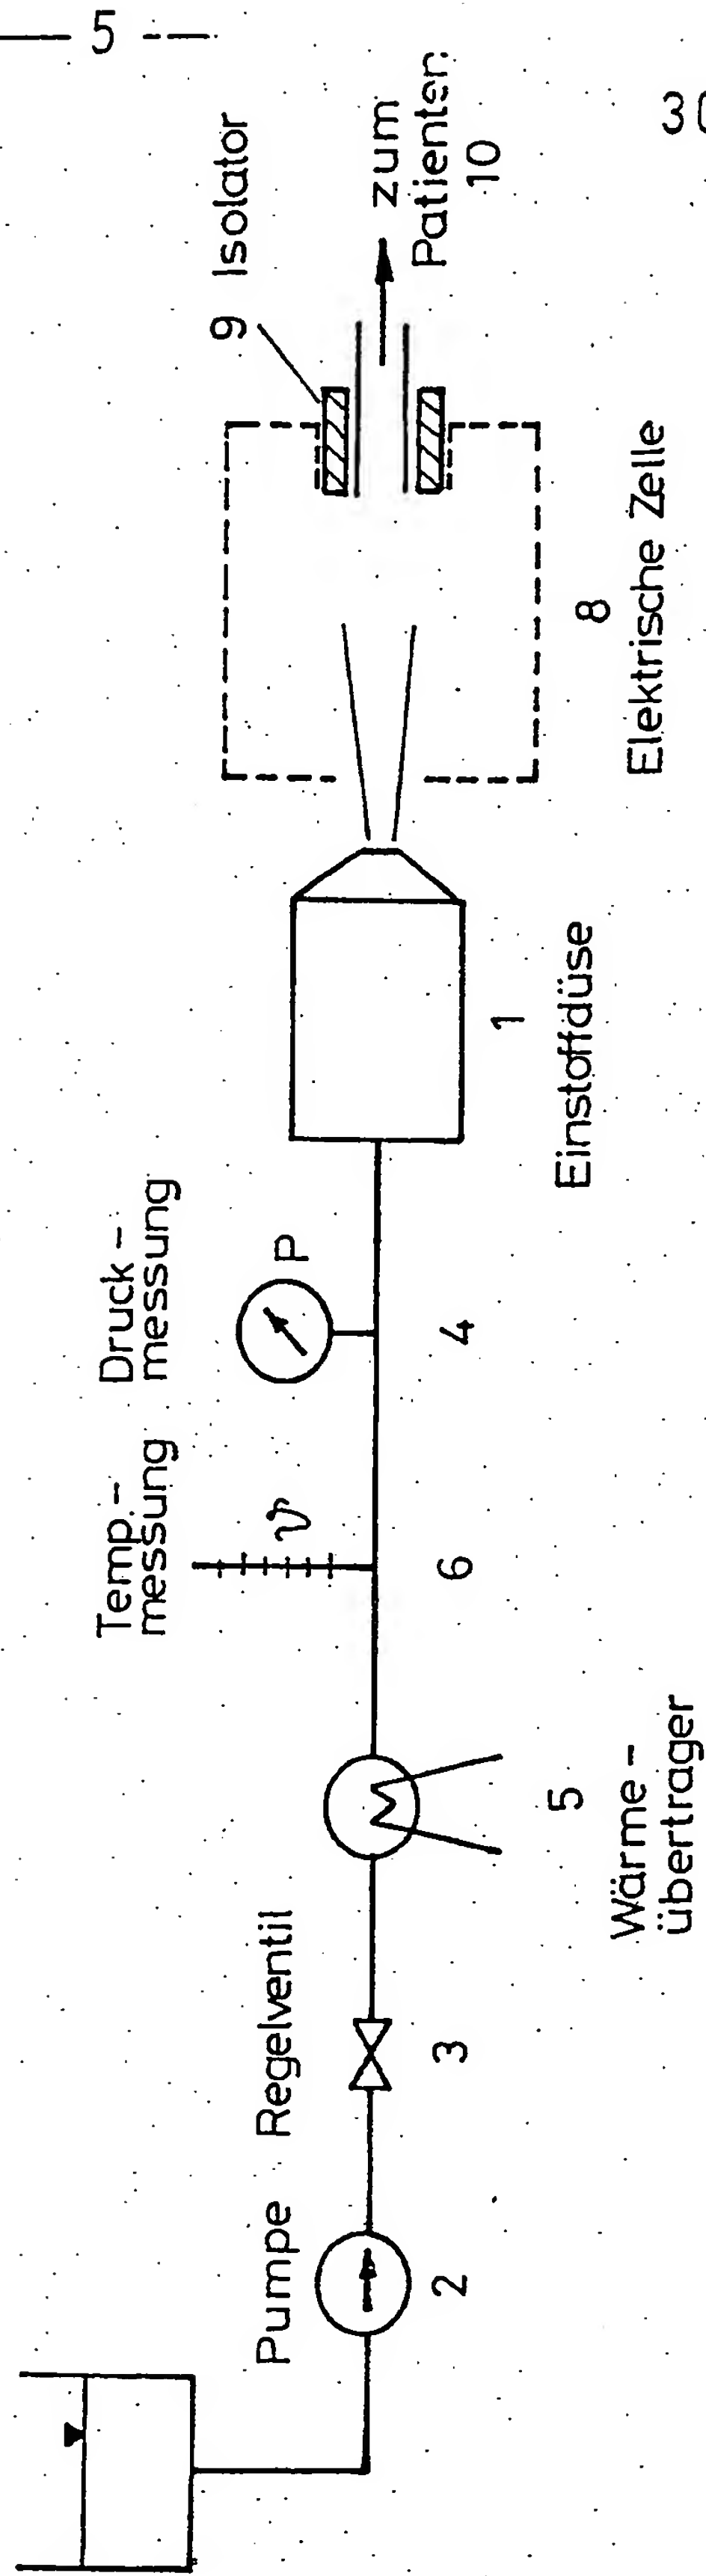 — 5 —
30
Pumpe
2
Regelventil
3
5
Wärme-
übertrager
Temp.-
messung
ϑ
6
Druck-
messung
P
4
1
Einstoffdüse
8
Elektrische Zelle
9 Isolator
zum
Patienten
10